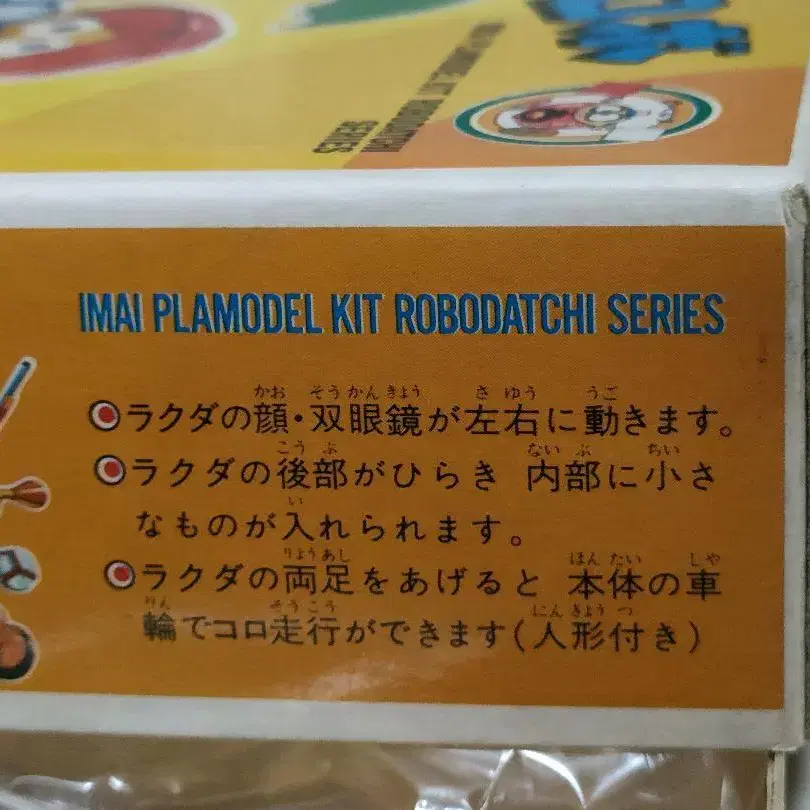 IMAI PLAMODEL KIT ROBODATCHI SERIES
◉ラクダの顔・双眼鏡が左右に動きます。
◉ラクダの後部がひらき 内部に小さ
なものが入れられます。
◉ラクダの両足をあげると 本体の車
輪でコロ走行ができます(人形付き)
KIT ROBODATCHI
SERIES